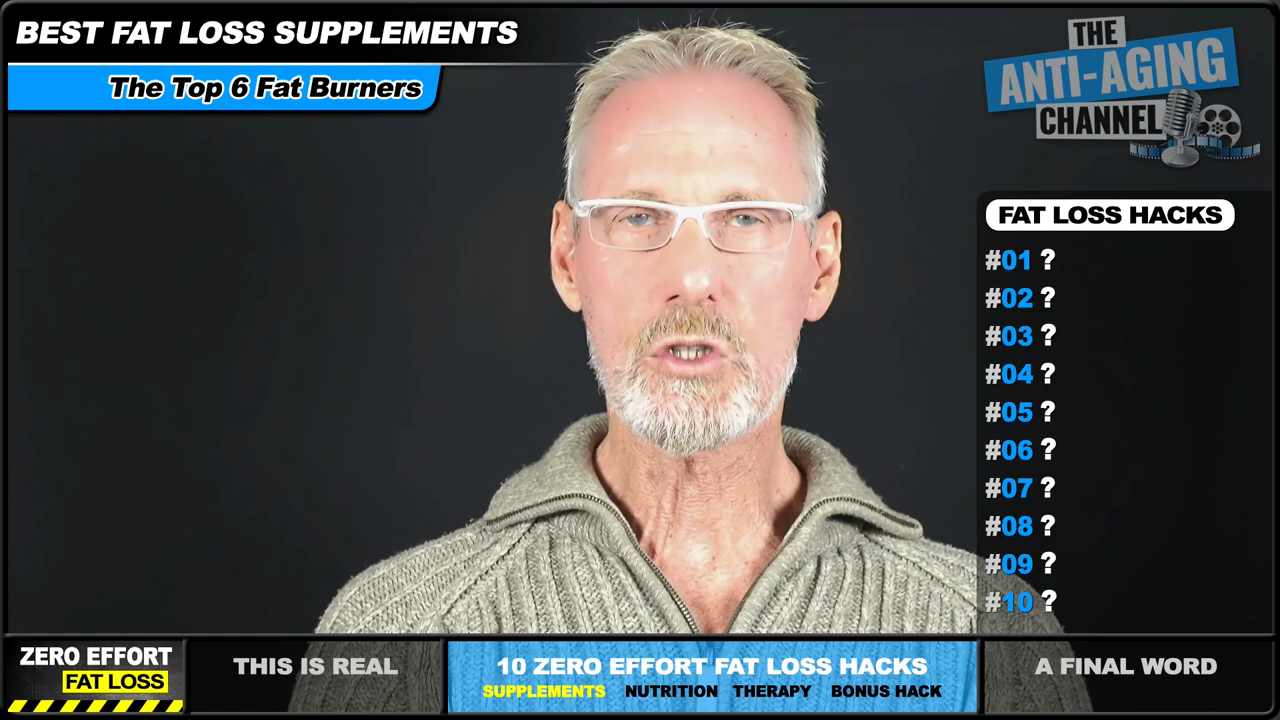 BEST FAT LOSS SUPPLEMENTS
The Top 6 Fat Burners
THE
ANTI-AGING
CHANNEL
FAT LOSS HACKS
#01 ?
#02 ?
#03 ?
#04 ?
#05 ?
#06 ?
#07 ?
#08 ?
#09 ?
#10 ?
ZERO EFFORT
FAT LOSS
THIS IS REAL
10 ZERO EFFORT FAT LOSS HACKS
SUPPLEMENTS NUTRITION THERAPY BONUS HACK
A FINAL WORD